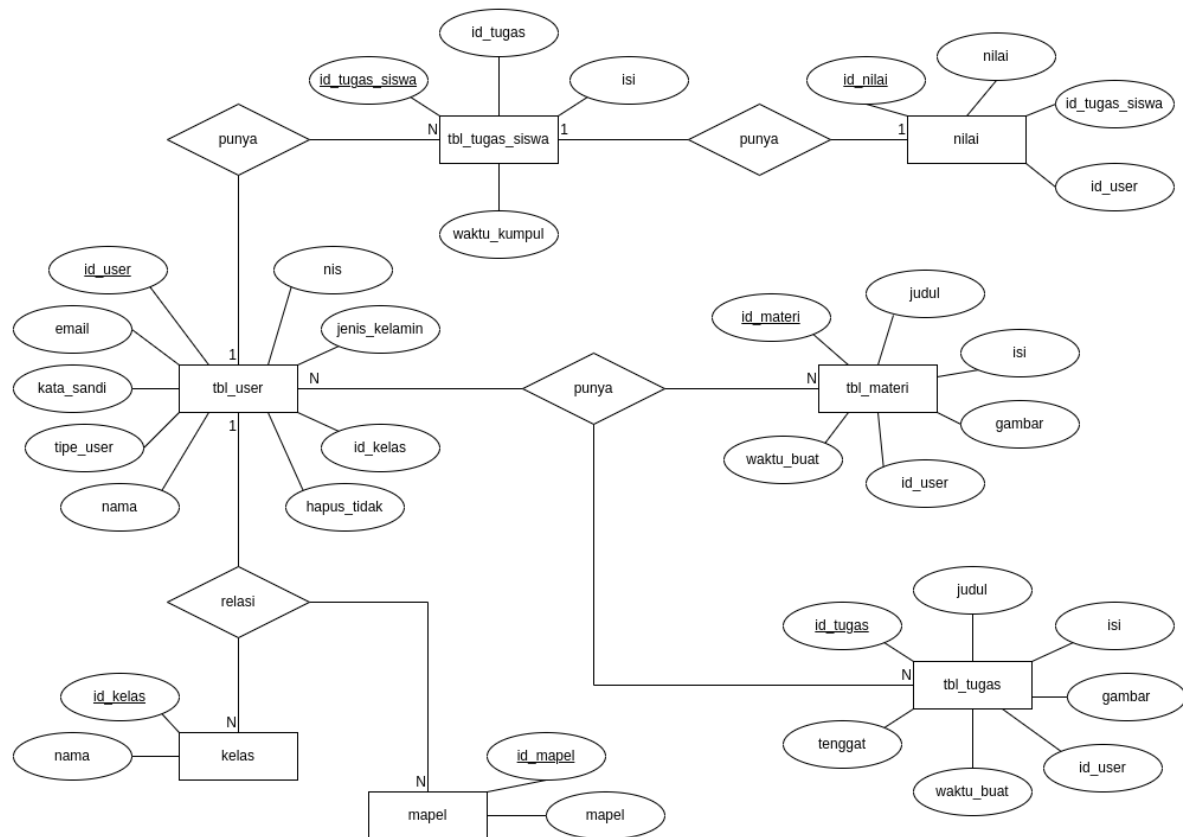 id_tugas
id_tugas_siswa
isi
punya
N
tbl_tugas_siswa
1
punya
1
nilai
id_nilai
nilai
id_tugas_siswa
id_user
waktu_kumpul
id_user
nis
email
jenis_kelamin
kata_sandi
1
tbl_user
N
1
tipe_user
id_kelas
nama
hapus_tidak
punya
N
tbl_materi
id_materi
judul
isi
gambar
waktu_buat
id_user
relasi
id_kelas
nama
N
kelas
N
mapel
id_mapel
mapel
N
tbl_tugas
id_tugas
judul
isi
gambar
tenggat
waktu_buat
id_user